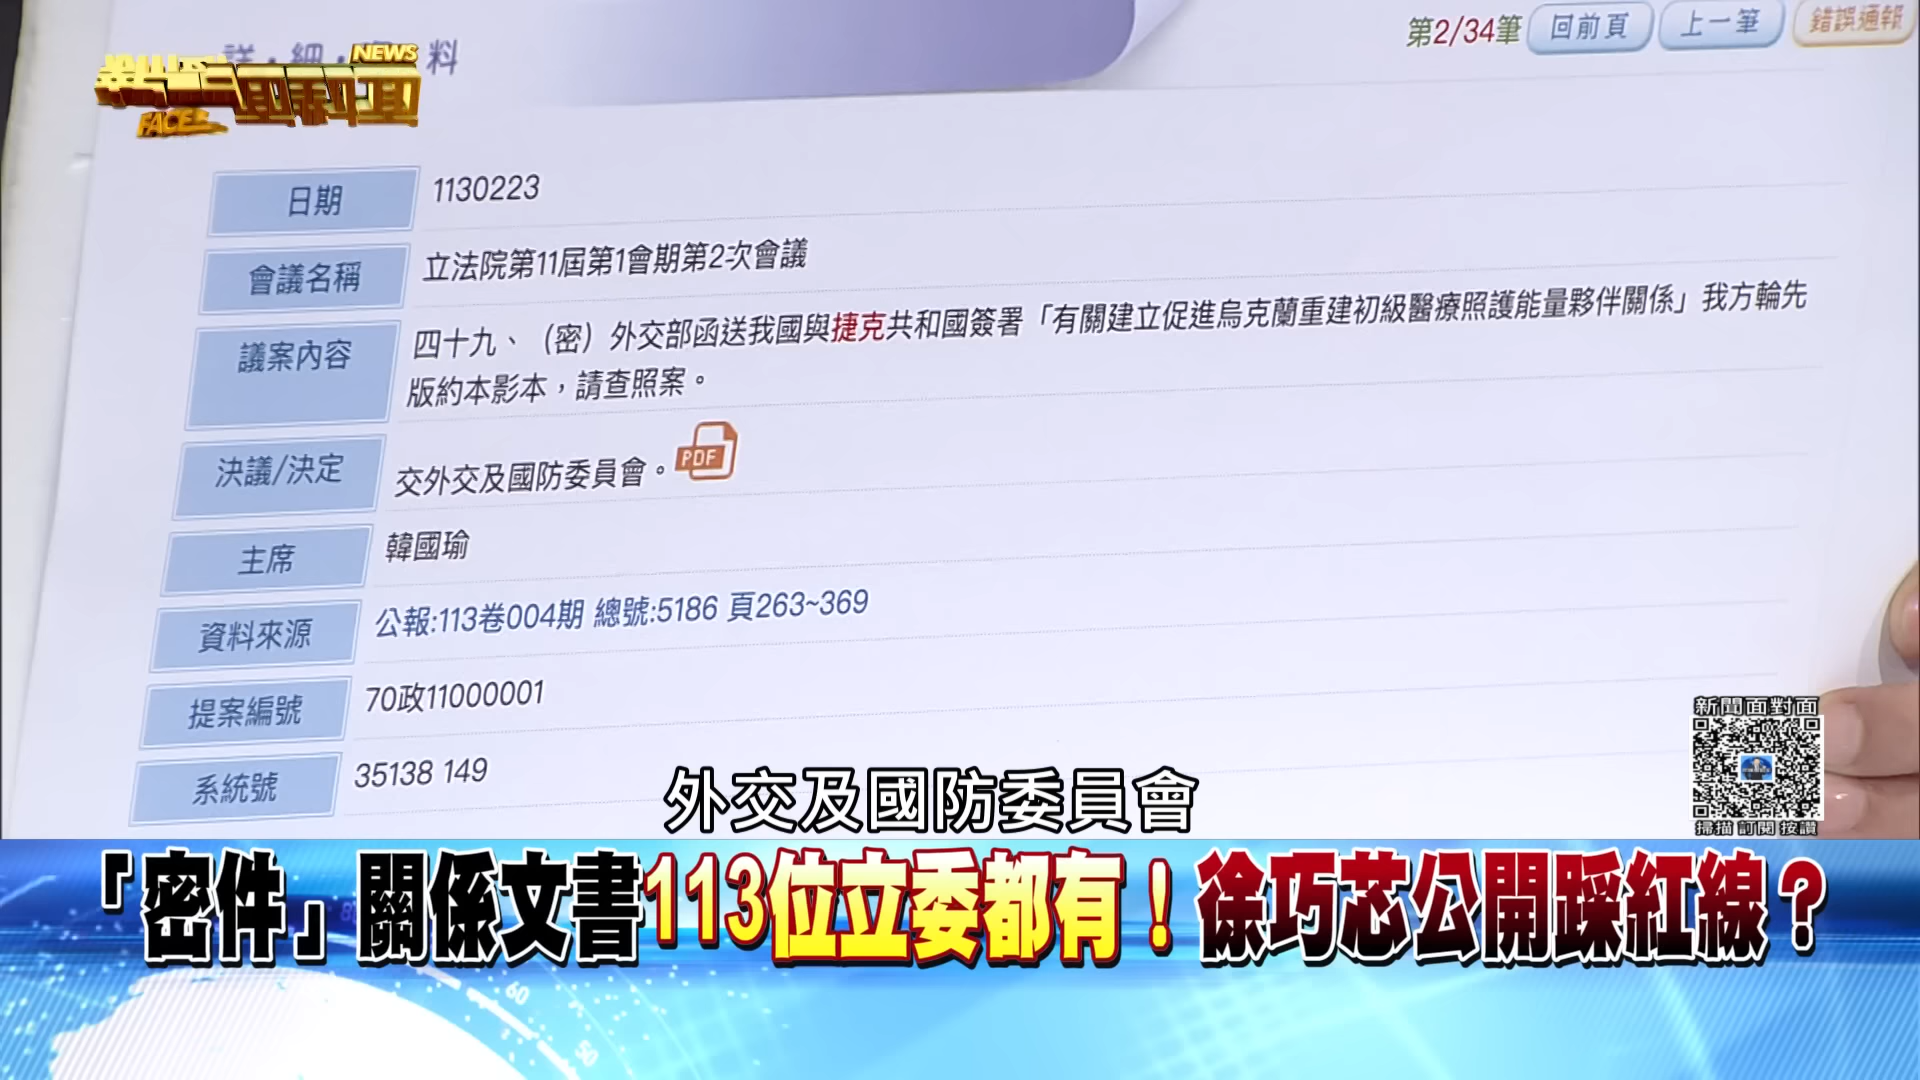 詳·細·資·料
第2/34筆 回前頁 上一筆 錯誤通報
NEWS
新聞面對面
FACE
日期 1130223
會議名稱 立法院第11屆第1會期第2次會議
議案內容 四十九、（密）外交部函送我國與捷克共和國簽署「有關建立促進烏克蘭重建初級醫療照護能量夥伴關係」我方輪先
版約本影本，請查照案。
決議/決定 交外交及國防委員會。 PDF
主席 韓國瑜
資料來源 公報:113卷004期 總號:5186 頁263~369
提案編號 70政11000001
系統號 35138 149
新聞面對面
掃描 訂閱 按讚
外交及國防委員會
「密件」關係文書113位立委都有！徐巧芯公開踩紅線？
60
50